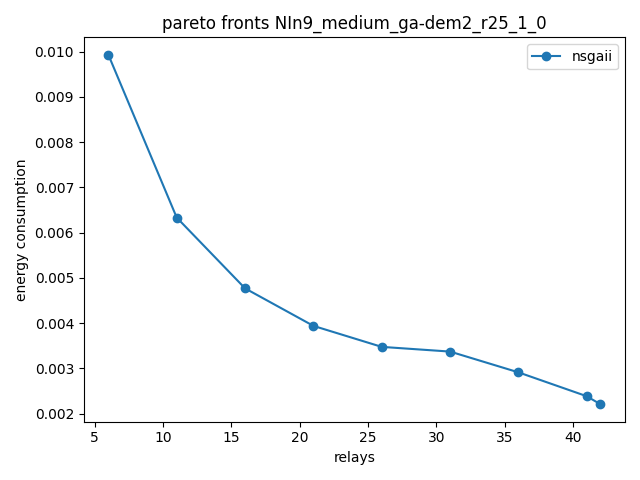 pareto fronts NIn9_medium_ga-dem2_r25_1_0
nsgaii
energy consumption
0.010
0.009
0.008
0.007
0.006
0.005
0.004
0.003
0.002
5 10 15 20 25 30 35 40
relays